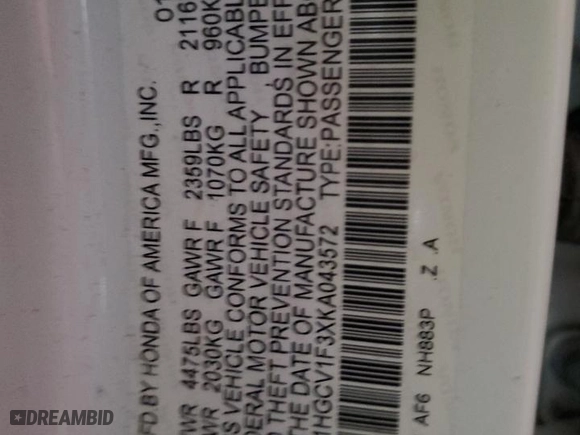 FD BY HONDA OF AMERICA MFG.,INC. 01
WR 4475LBS GAWR F 2359LBS R 2116
WR 2030KG GAWR F 1070KG R 960K
S VEHICLE CONFORMS TO ALL APPLICABL
DERAL MOTOR VEHICLE SAFETY , BUMPE
D THEFT PREVENTION STANDARDS IN EFF
THE DATE OF MANUFACTURE SHOWN ABO
1HGCV1F3XKA043572 TYPE:PASSENGER
AF6 NH883P .Z .A
DREAMBID